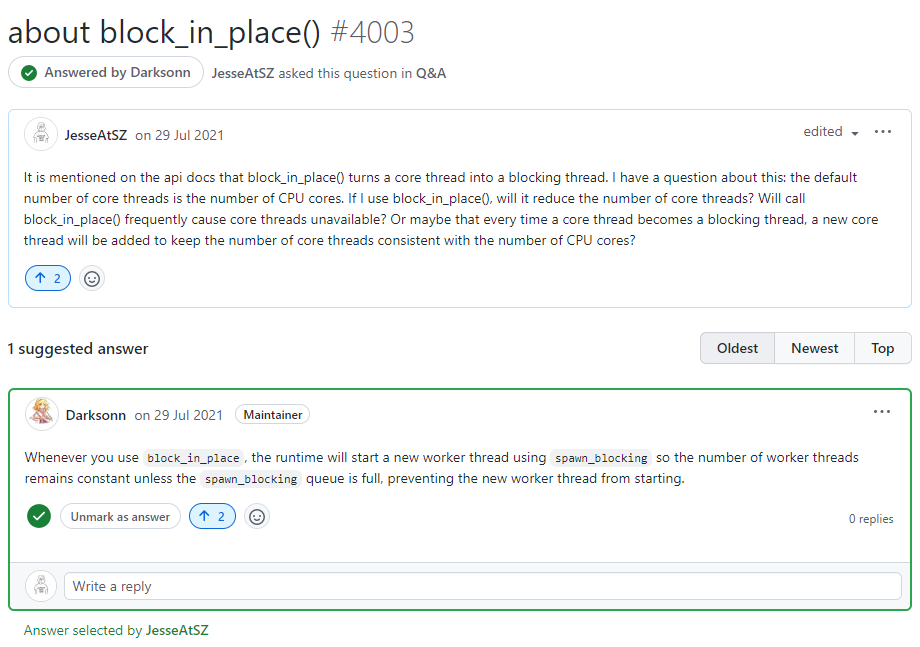 about block_in_place() #4003
Answered by Darksonn JesseAtSZ asked this question in Q&A
JesseAtSZ on 29 Jul 2021 edited
It is mentioned on the api docs that block_in_place() turns a core thread into a blocking thread. I have a question about this: the default
number of core threads is the number of CPU cores. If I use block_in_place(), will it reduce the number of core threads? Will call
block_in_place() frequently cause core threads unavailable? Or maybe that every time a core thread becomes a blocking thread, a new core
thread will be added to keep the number of core threads consistent with the number of CPU cores?
2
1 suggested answer Oldest Newest Top
Darksonn on 29 Jul 2021 Maintainer
Whenever you use block_in_place, the runtime will start a new worker thread using spawn_blocking so the number of worker threads
remains constant unless the spawn_blocking queue is full, preventing the new worker thread from starting.
Unmark as answer 2 0 replies
Write a reply
Answer selected by JesseAtSZ